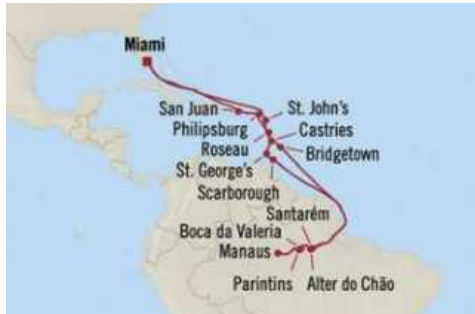 Miami
San Juan
St. John's
Philipsburg
Castries
Roseau
Bridgetown
St. George's
Scarborough
Santarém
Boca da Valeria
Manaus
Parintins
Alter do Chão